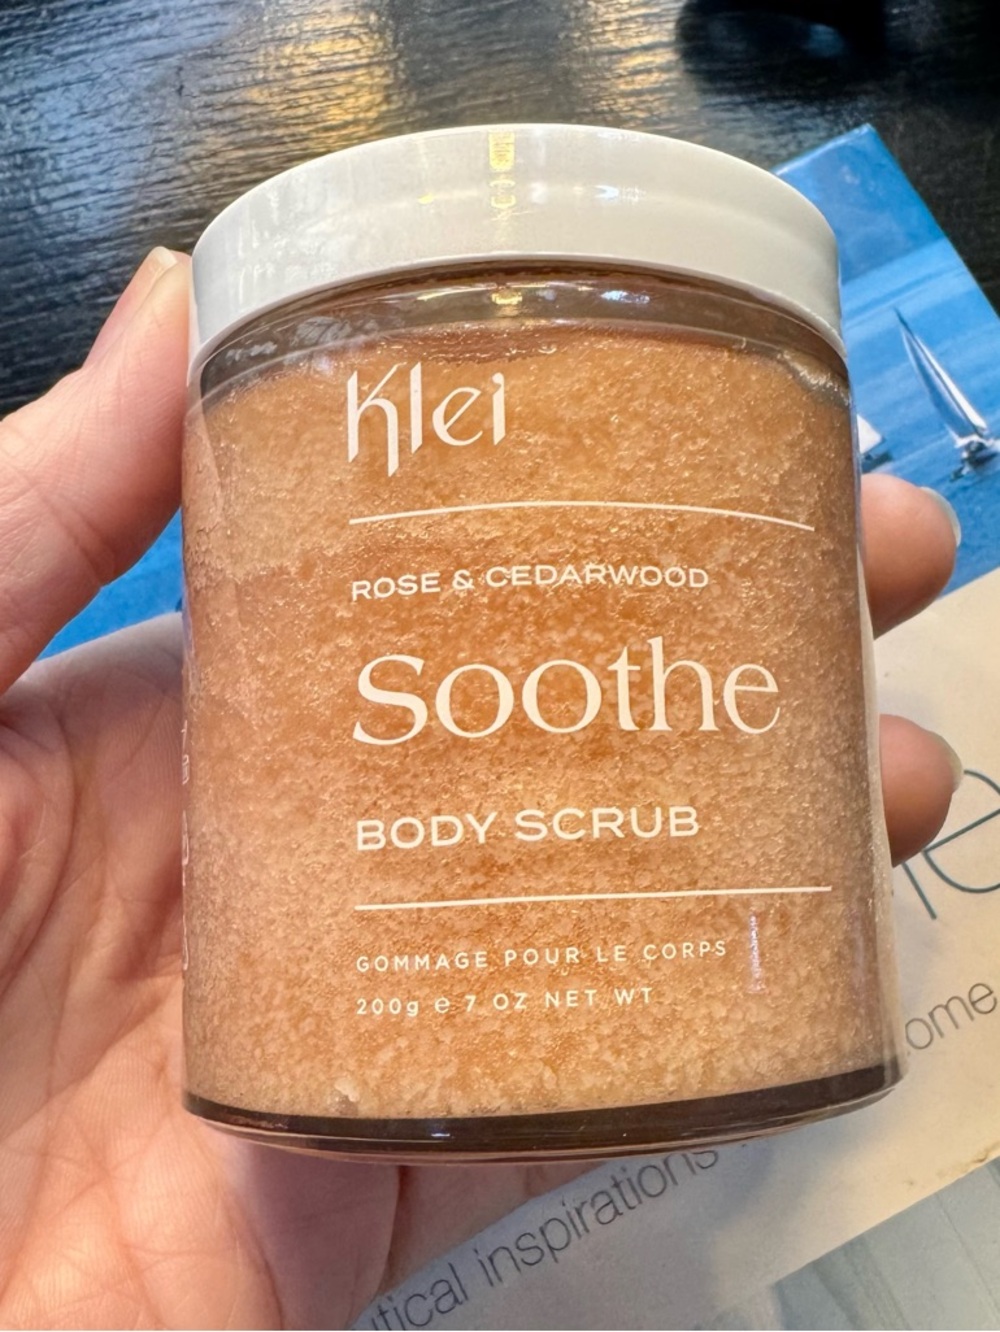 Klei
ROSE & CEDARWOOD
Soothe
BODY SCRUB
GOMMAGE POUR LE CORPS
200g e 7 OZ NET WT
inspirations